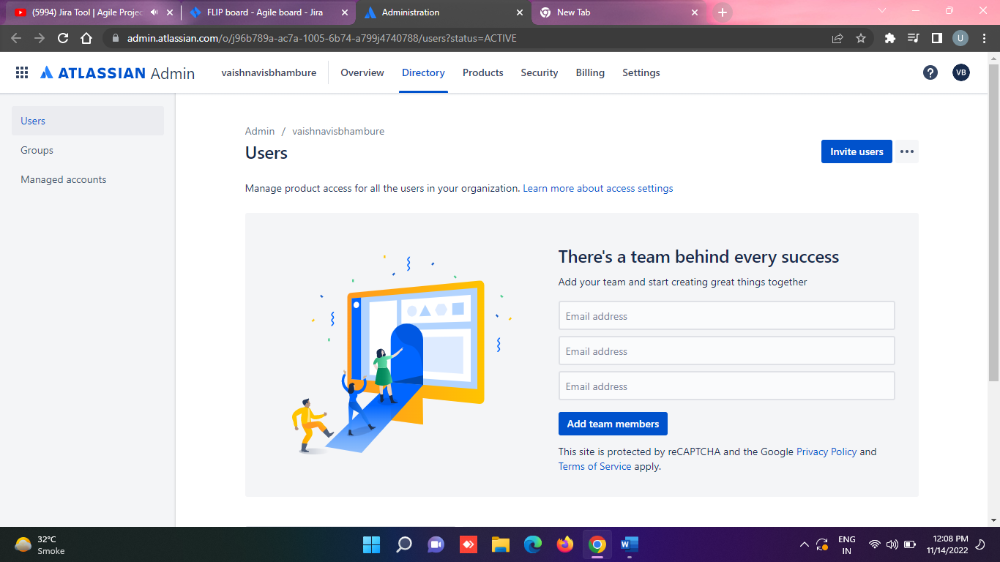 (5994) Jira Tool | Agile Projec
FLIP board - Agile board - Jira
Administration
New Tab
admin.atlassian.com/o/j96b789a-ac7a-1005-6b74-a799j4740788/users?status=ACTIVE
U
ATLASSIAN Admin
vaishnavisbhambure
Overview
Directory
Products
Security
Billing
Settings
?
VB
Users
Groups
Managed accounts
Admin / vaishnavisbhambure
Users
Invite users
Manage product access for all the users in your organization. Learn more about access settings
There's a team behind every success
Add your team and start creating great things together
Email address
Email address
Email address
Add team members
This site is protected by reCAPTCHA and the Google Privacy Policy and
Terms of Service apply.
32°C
Smoke
W
ENG
IN
12:08 PM
11/14/2022